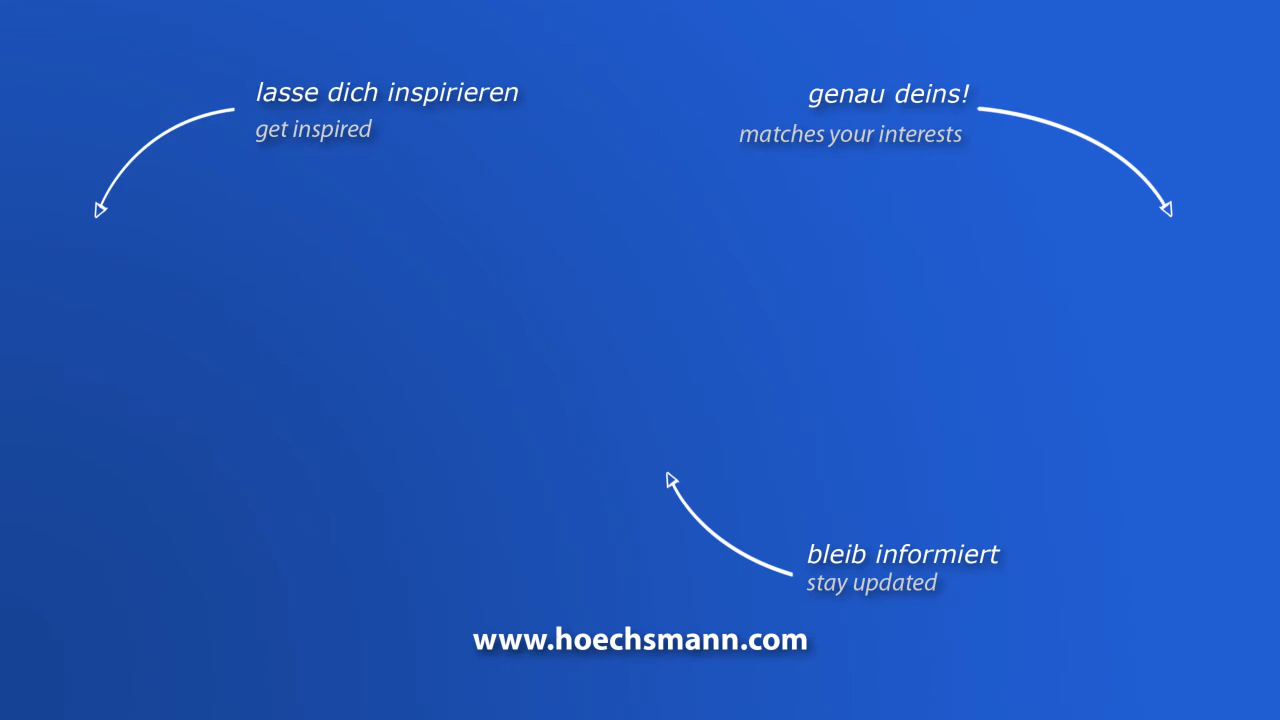 lasse dich inspirieren
get inspired
genau deins!
matches your interests
bleib informiert
stay updated
www.hoechsmann.com